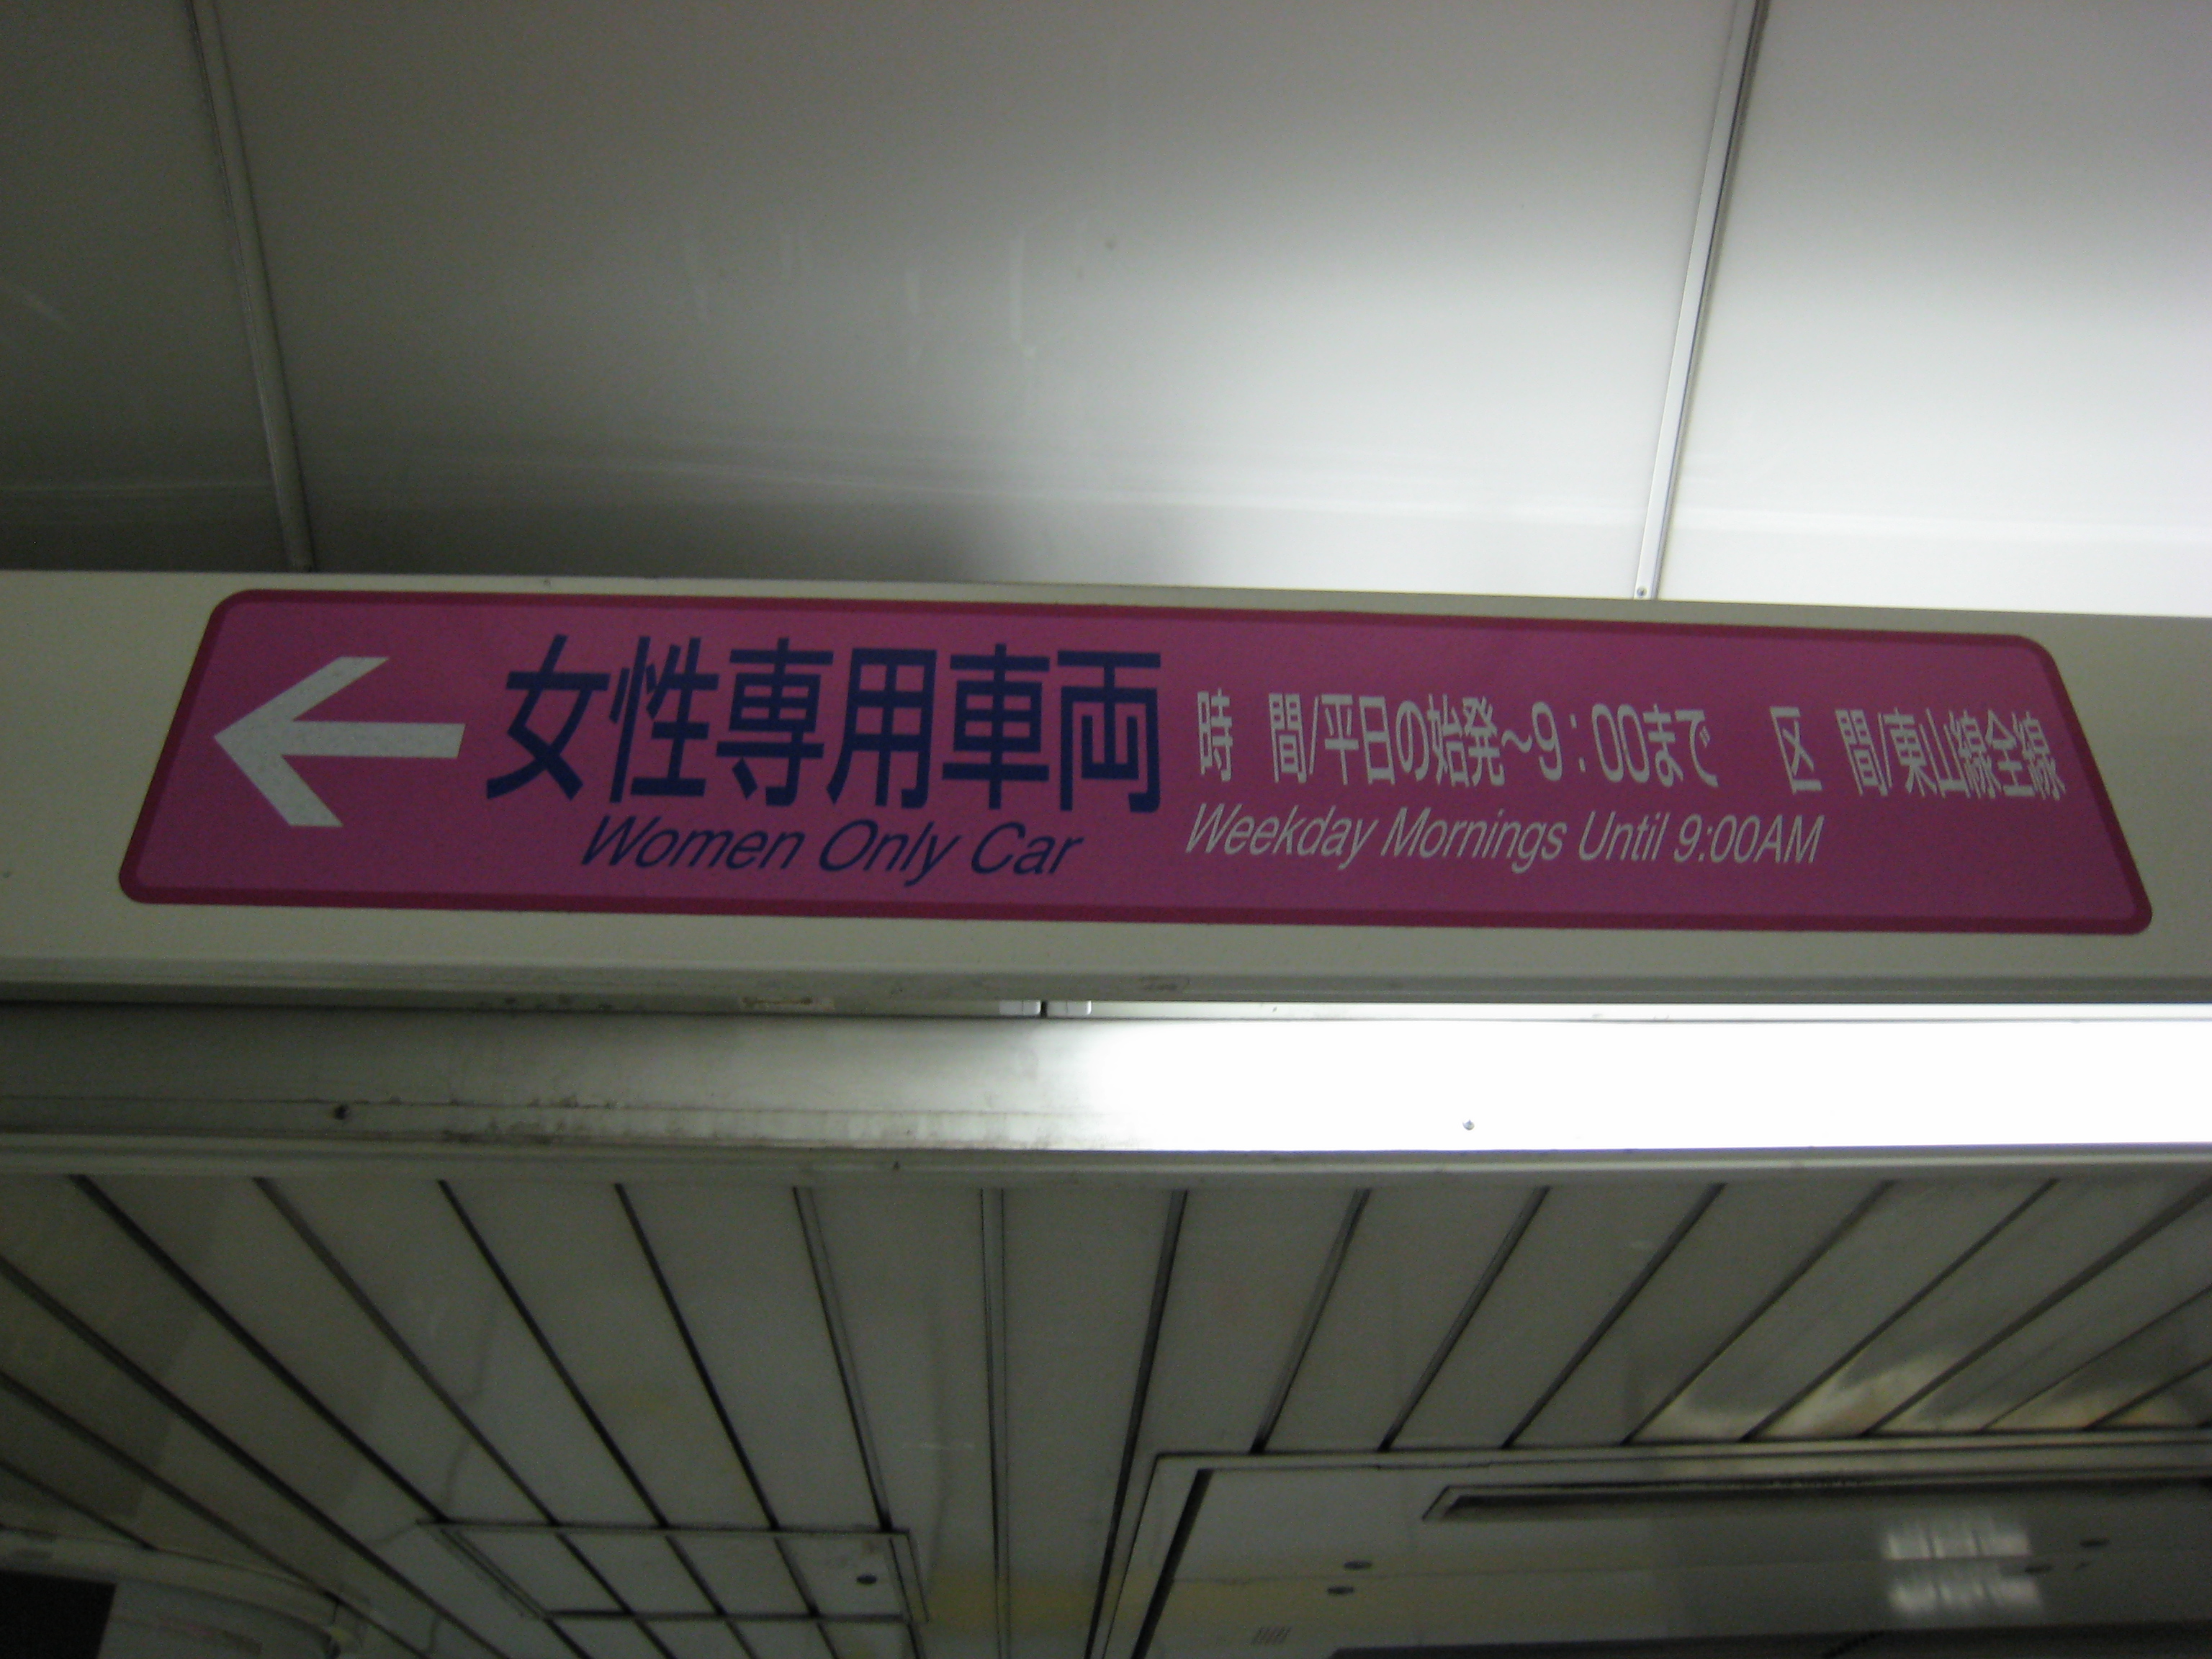 女性専用車両
Women Only Car
時 間/平日の始発~9:00まで 区 間/東山線全線
Weekday Mornings Until 9:00AM